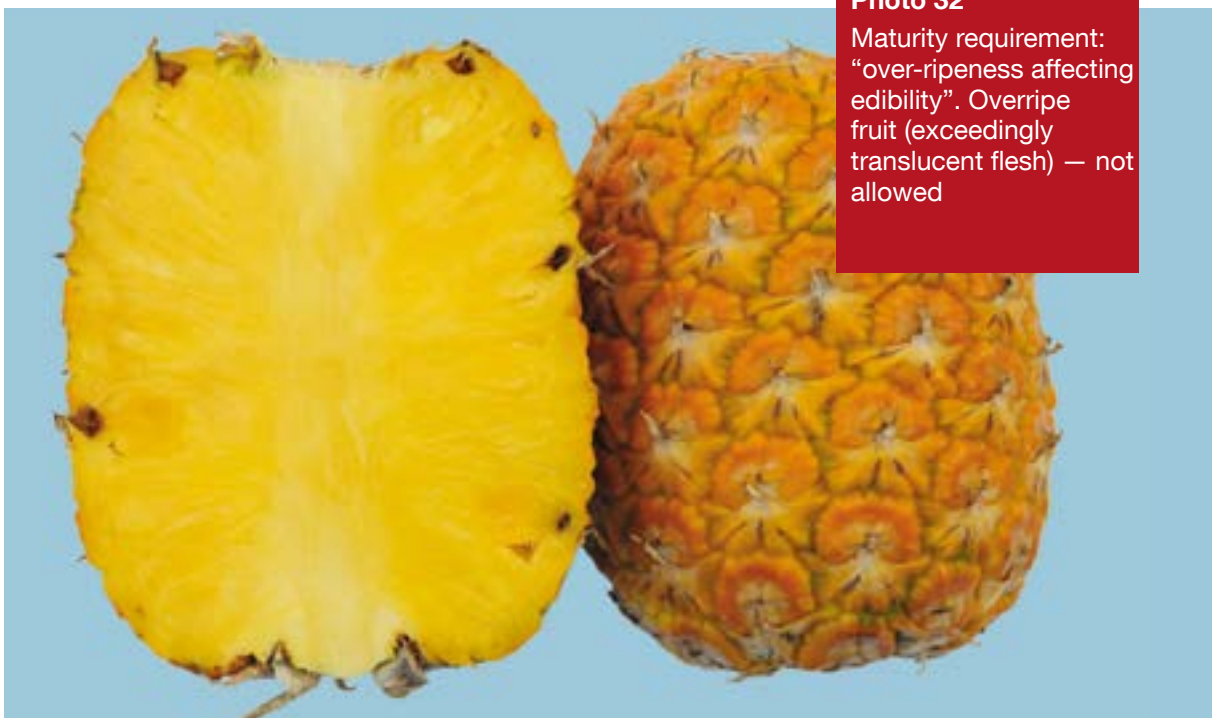 Photo 32
Maturity requirement:
“over-ripeness affecting
edibility”. Overripe
fruit (exceedingly
translucent flesh) — not
allowed